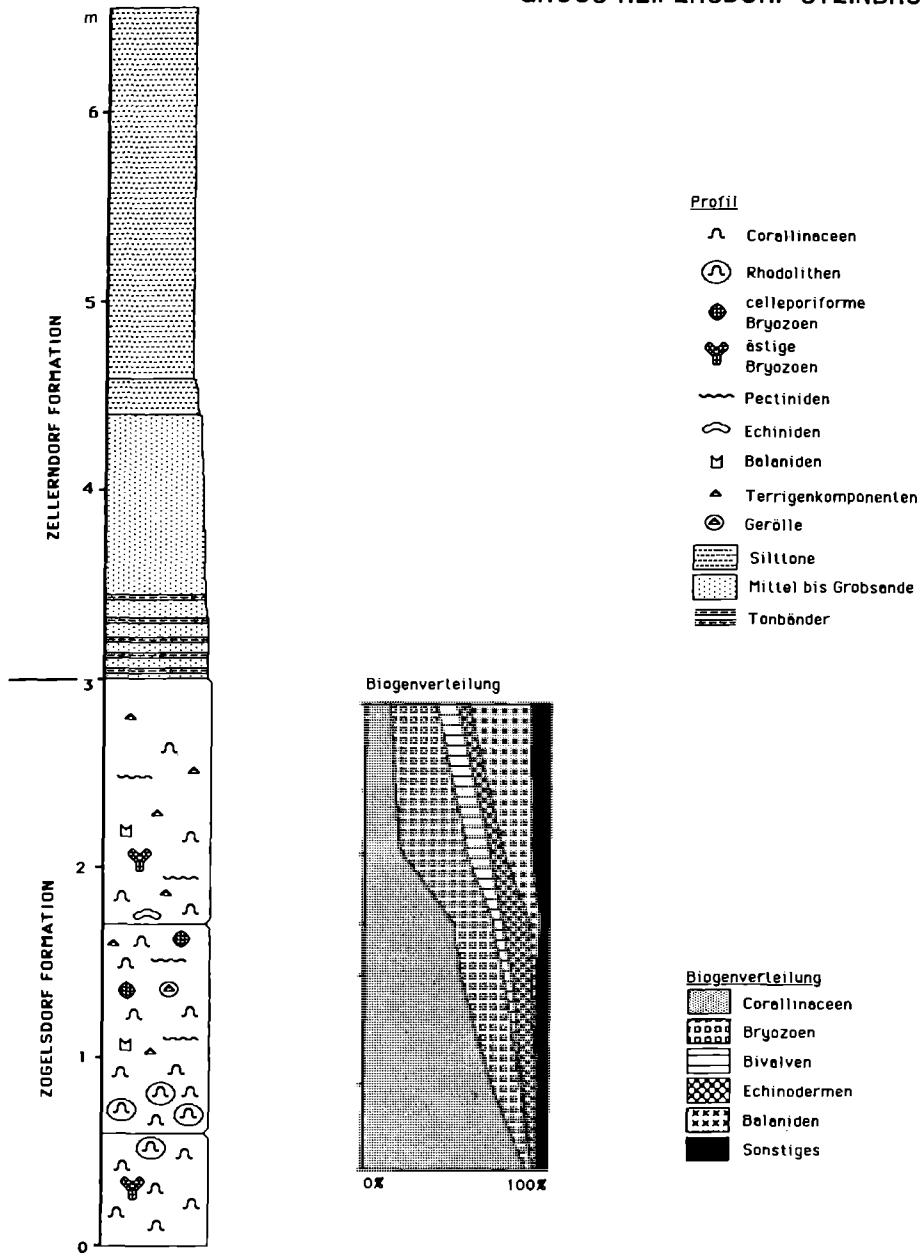 m
6
5
4
3
2
1
0
ZELLERNDORF FORMATION
ZOGELSDORF FORMATION
Profil
Corallinaceen
Rhodolithen
celleporiforme
Bryozoen
ästige
Bryozoen
Pectiniden
Echiniden
Balaniden
Terrigenkomponenten
Gerölle
Silttone
Mittel bis Grobsande
Tonbänder
Biogenverteilung
0%
100%
Biogenverteilung
Corallinaceen
Bryozoen
Bivalven
Echinodermen
Balaniden
Sonstiges